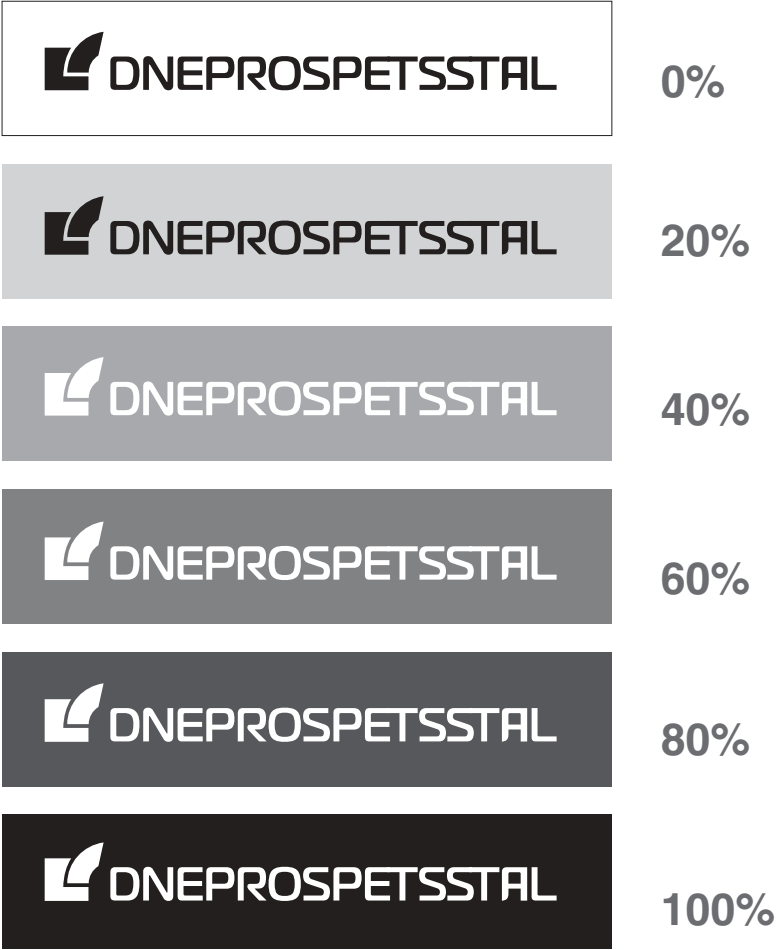 DNEPROSPETSSTAL 0%
DNEPROSPETSSTAL 20%
DNEPROSPETSSTAL 40%
DNEPROSPETSSTAL 60%
DNEPROSPETSSTAL 80%
DNEPROSPETSSTAL 100%